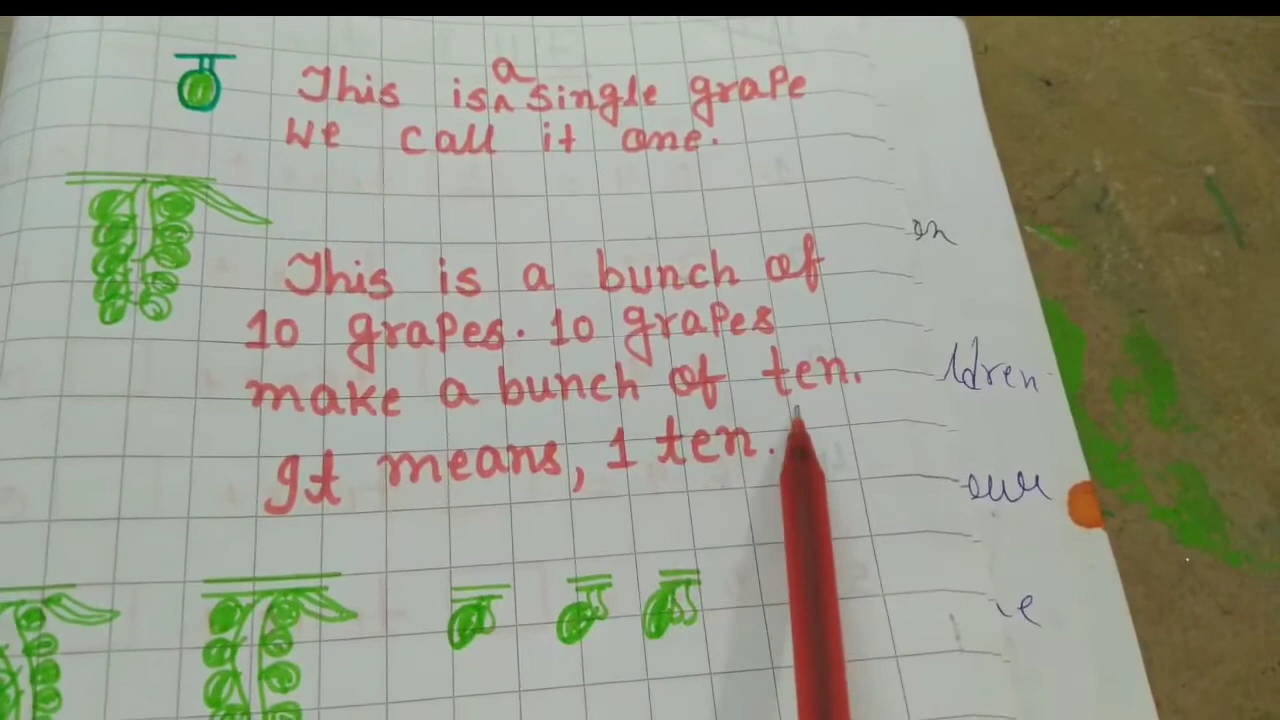 This is a single grape
We call it one.
This is a bunch of
10 grapes. 10 grapes
make a bunch of ten.
It means, 1 ten.